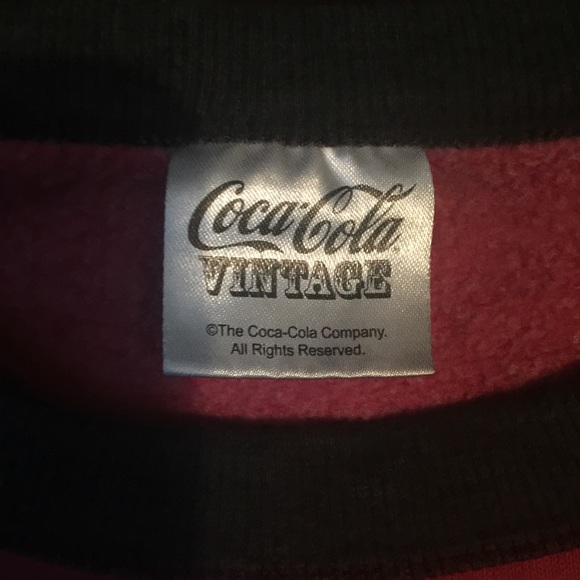 Coca-Cola
VINTAGE
©The Coca-Cola Company.
All Rights Reserved.